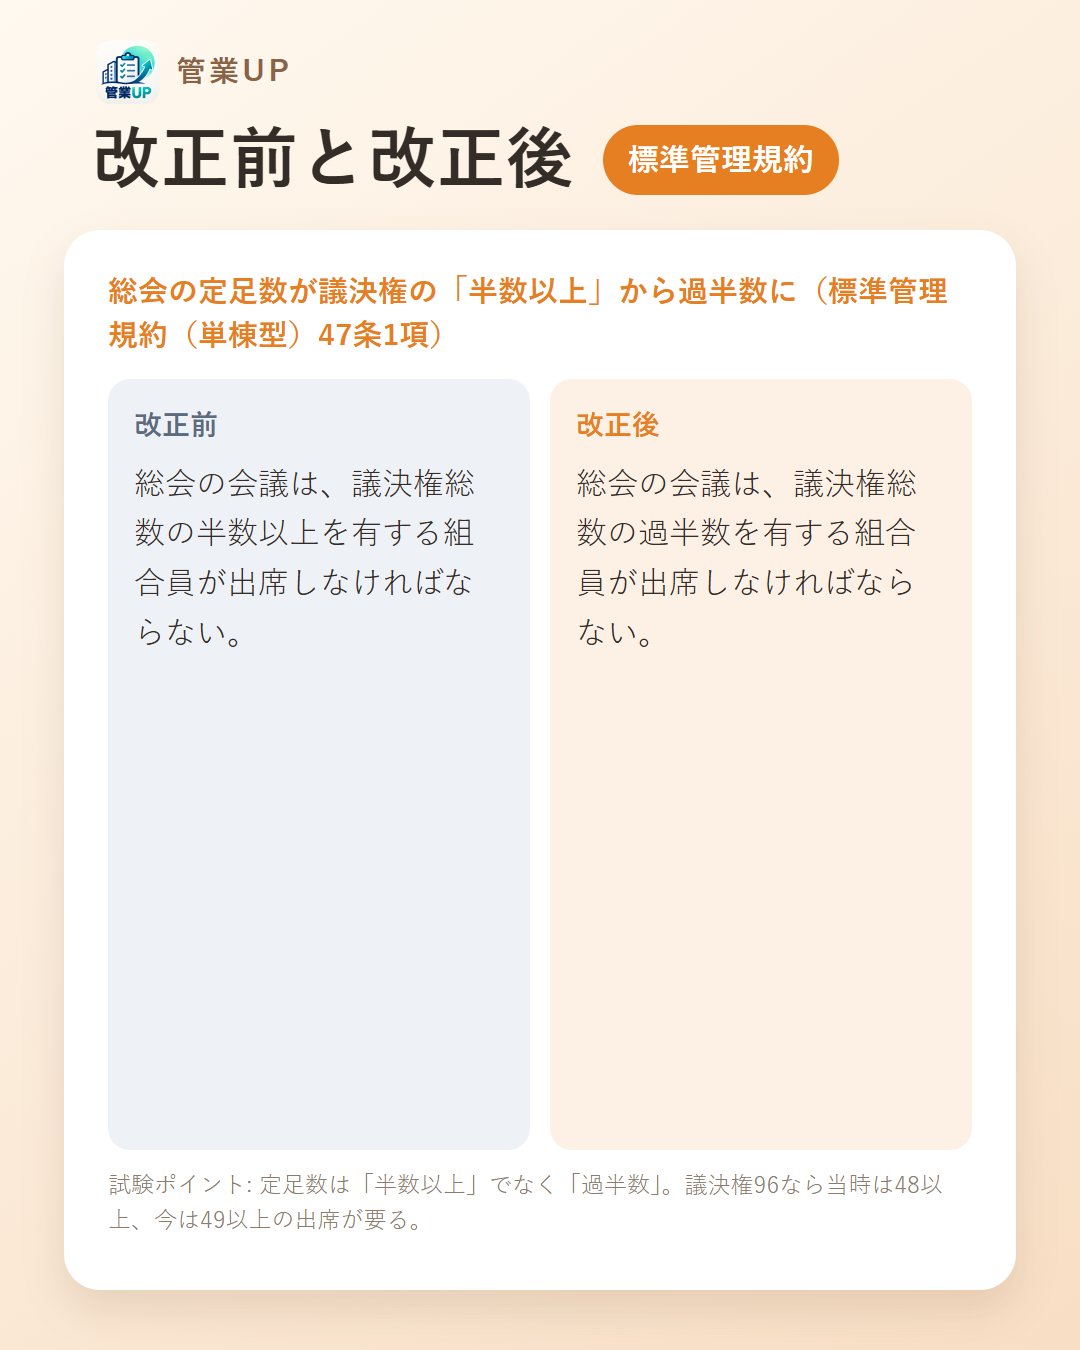 管業UP
管業UP
改正前と改正後
標準管理規約
総会の定足数が議決権の「半数以上」から過半数に（標準管理
規約（単棟型）47条1項）
改正前
総会の会議は、議決権総
数の半数以上を有する組
合員が出席しなければな
らない。
改正後
総会の会議は、議決権総
数の過半数を有する組合
員が出席しなければなら
ない。
試験ポイント: 定足数は「半数以上」でなく「過半数」。議決権96なら当時は48以
上、今は49以上の出席が要る。